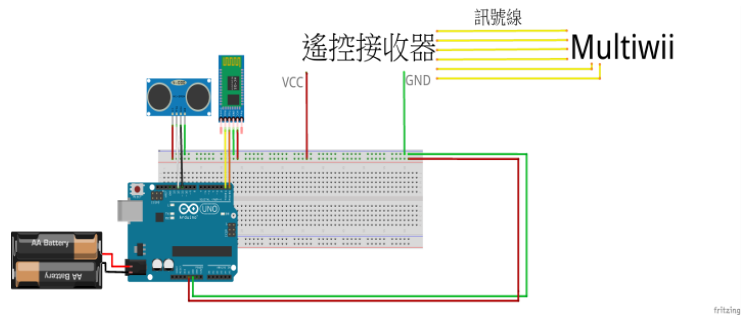 訊號線
遙控接收器
Multiwii
VCC
GND
UNO
AA Battery
AA Battery
fritzing